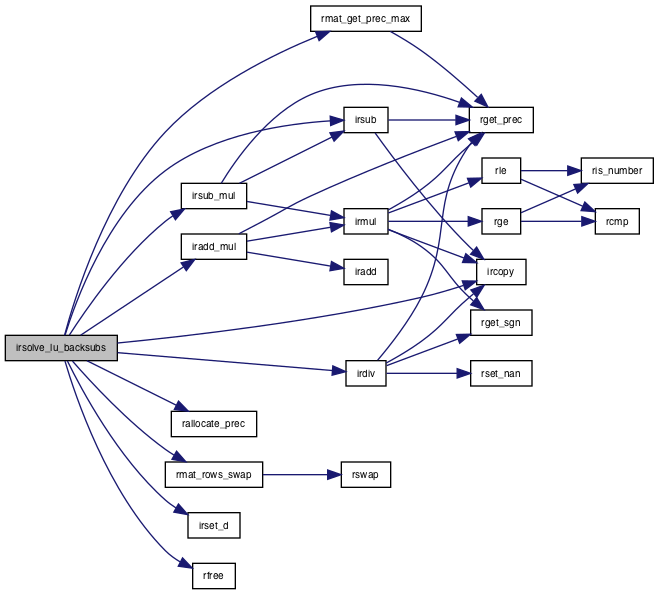 rmat_get_prec_max
irsub
rget_prec
rle
ris_number
irsub_mul
irmul
rge
rcmp
iradd_mul
iradd
ircopy
rget_sgn
irsolve_lu_backsubs
irdiv
rset_nan
rallocate_prec
rmat_rows_swap
rswap
irset_d
rfree